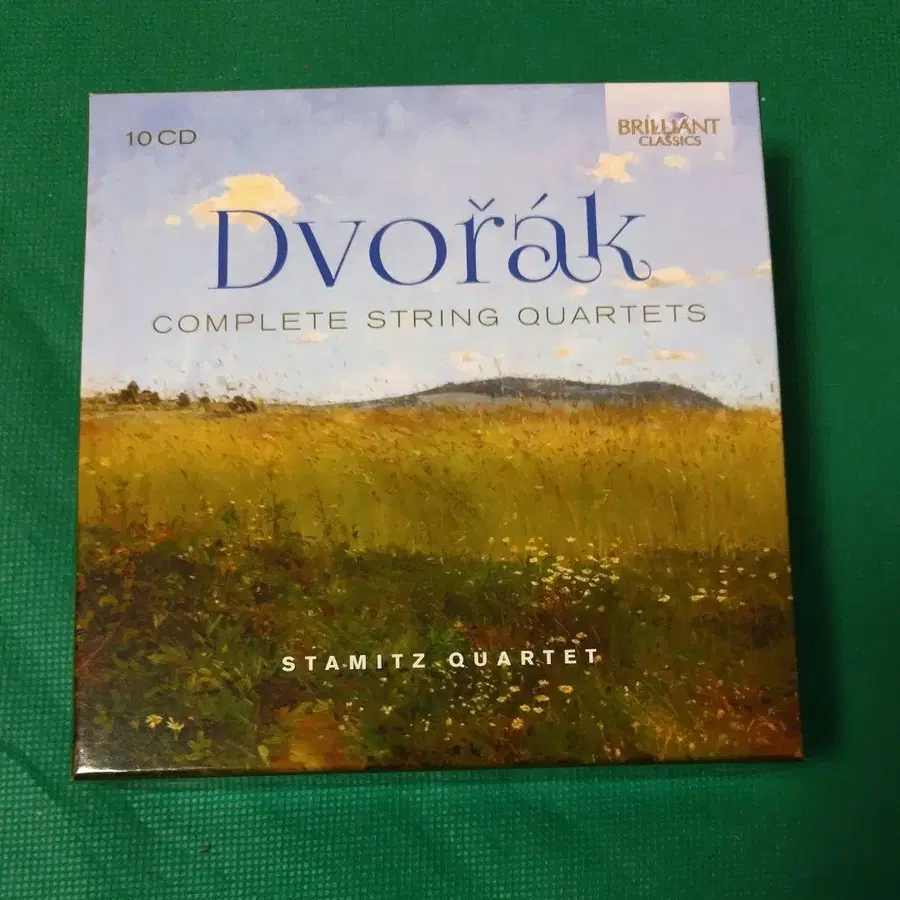 10 CD
BRILLIANT
CLASSICS
Dvořák
COMPLETE STRING QUARTETS
STAMITZ QUARTET